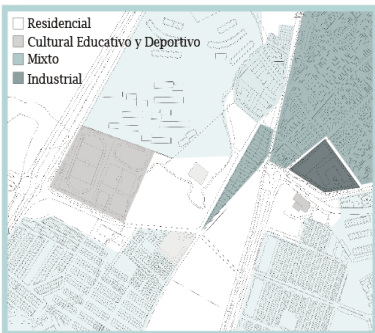 Residencial
Cultural Educativo y Deportivo
Mixto
Industrial